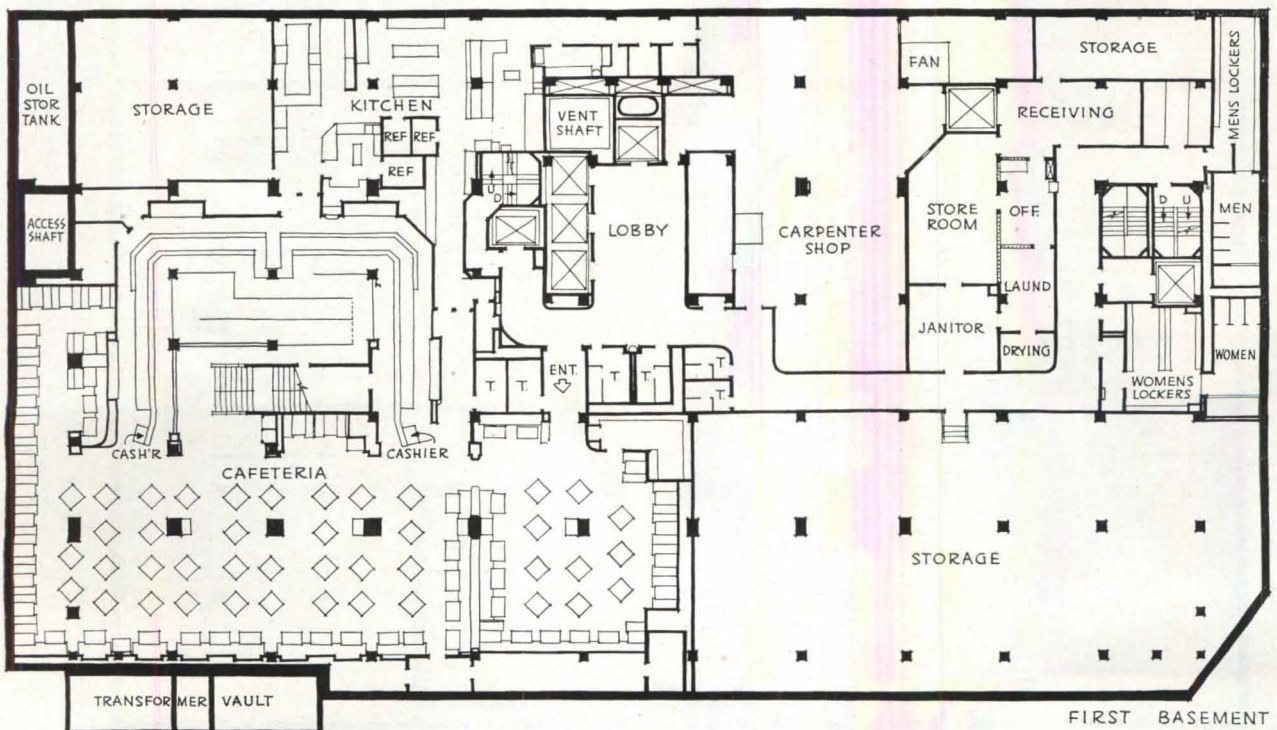 OIL
STOR
TANK
STORAGE
KITCHEN
REF
REF
REF
VENT
SHAFT
FAN
STORAGE
RECEIVING
MENS LOCKERS
ACCESS
SHAFT
U
D
LOBBY
CARPENTER
SHOP
STORE
ROOM
OFF.
D U
MEN
LAUND
JANITOR
DRYING
WOMEN
WOMENS
LOCKERS
T.
T.
ENT.
T.
T.
T.
T.
CASH'R
CASHIER
CAFETERIA
STORAGE
TRANSFORMER VAULT
FIRST BASEMENT